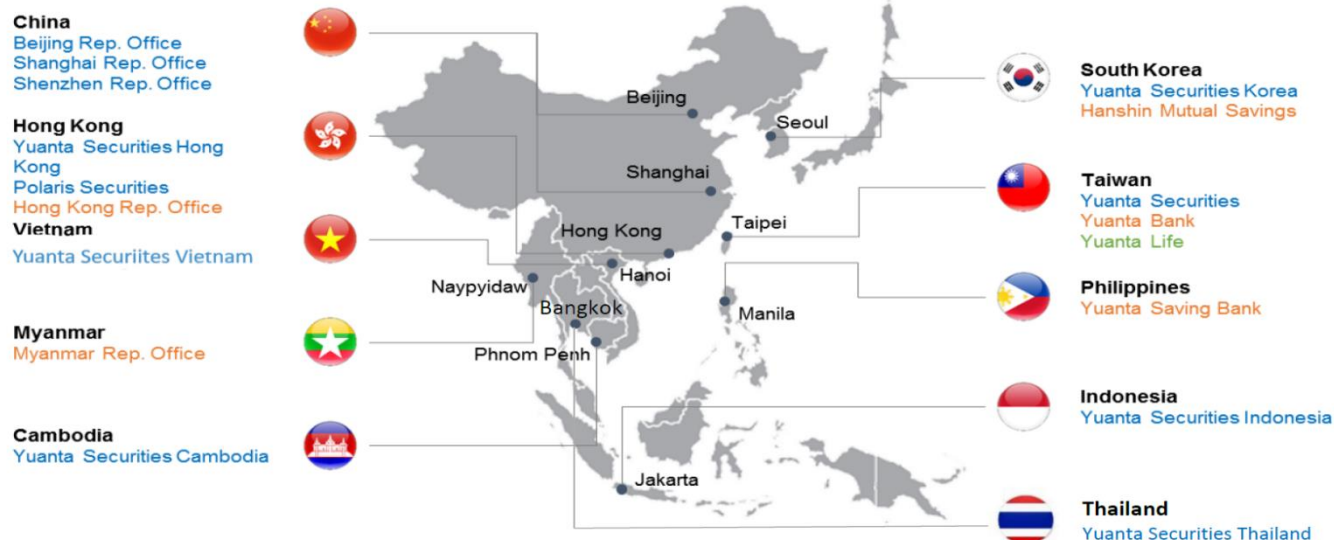 China
Beijing Rep. Office
Shanghai Rep. Office
Shenzhen Rep. Office
Hong Kong
Yuanta Securities Hong
Kong
Polaris Securities
Hong Kong Rep. Office
Vietnam
Yuanta Securiites Vietnam
Myanmar
Myanmar Rep. Office
Cambodia
Yuanta Securities Cambodia
Beijing
Seoul
Shanghai
Taipei
Hong Kong
Hanoi
Naypyidaw
Bangkok
Manila
Phnom Penh
Jakarta
South Korea
Yuanta Securities Korea
Hanshin Mutual Savings
Taiwan
Yuanta Securities
Yuanta Bank
Yuanta Life
Philippines
Yuanta Saving Bank
Indonesia
Yuanta Securities Indonesia
Thailand
Yuanta Securities Thailand